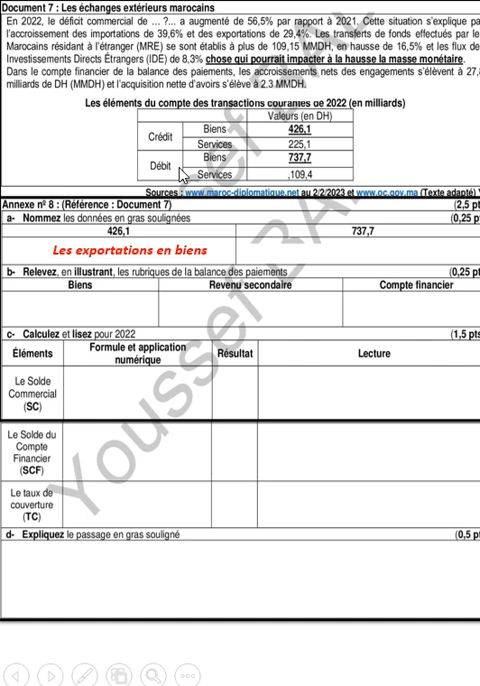 Document 7 : Les échanges extérieurs marocains
En 2022, le déficit commercial de ... ?... a augmenté de 56,5% par rapport à 2021. Cette situation s'explique pa
l'accroissement des importations de 39,6% et des exportations de 29,4%. Les transferts de fonds effectués par le
Marocains résidant à l'étranger (MRE) se sont établis à plus de 109,15 MMDH, en hausse de 16,5% et les flux de
Investissements Directs Étrangers (IDE) de 8,3% chose qui pourrait impacter à la hausse la masse monétaire.
Dans le compte financier de la balance des paiements, les accroissements nets des engagements s'élèvent à 27,
milliards de DH (MMDH) et l'acquisition nette d'avoirs s'élève à 2.3 MMDH.
Les éléments du compte des transactions courantes de 2022 (en milliards)
Valeurs (en DH)
Crédit Biens 426,1
Services 225,1
Débit Biens 737,7
Services ,109,4
Sources : www.maroc-diplomatique.net au 2/2/2023 et www.oc.gov.ma (Texte adapté)
Annexe nº 8 : (Référence : Document 7) (2,5 pt
a- Nommez les données en gras soulignées (0,25 p
426,1 737,7
Les exportations en biens
b- Relevez, en illustrant, les rubriques de la balance des paiements (0,25 pt
Biens Revenu secondaire Compte financier
c- Calculez et lisez pour 2022 (1,5 pts
Éléments Formule et application numérique Résultat Lecture
Le Solde
Commercial
(SC)
Le Solde du
Compte
Financier
(SCF)
Le taux de
couverture
(TC)
d- Expliquez le passage en gras souligné (0,5 p
Youssef